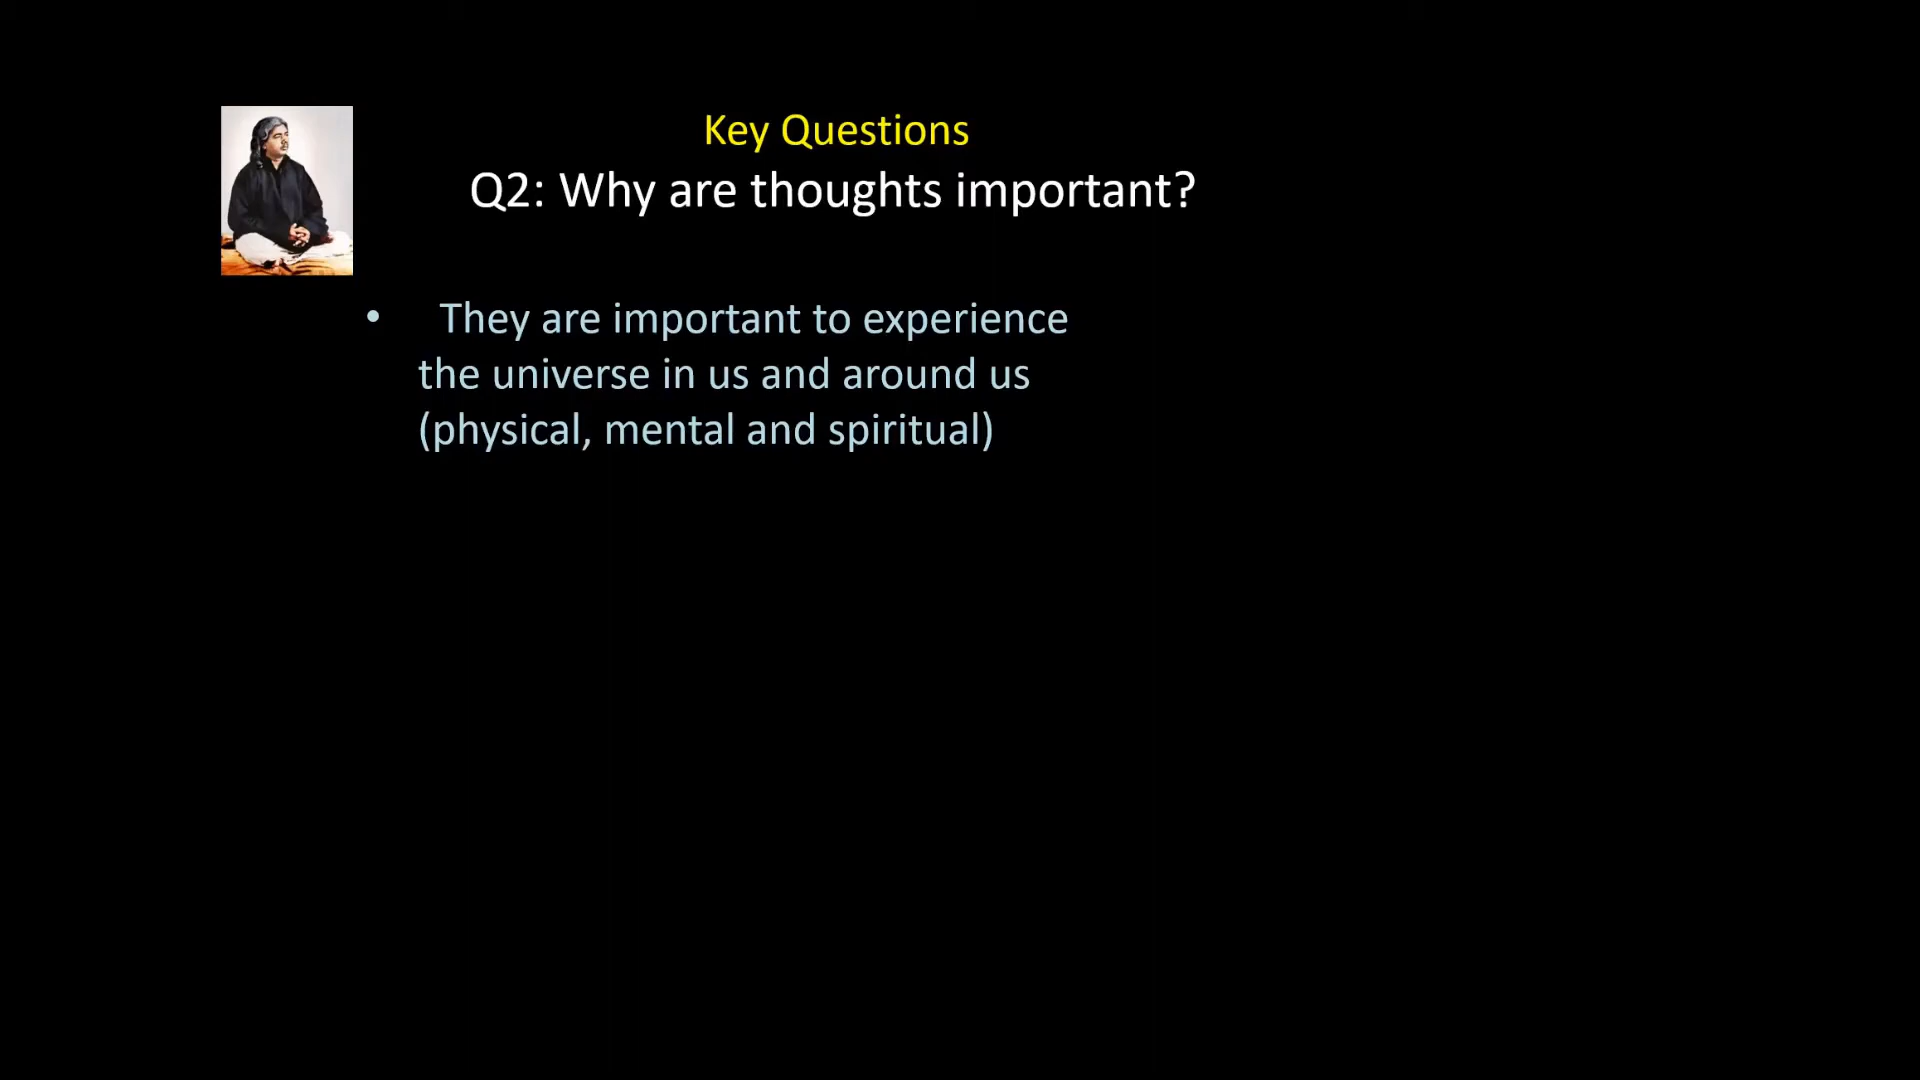 Key Questions
Q2: Why are thoughts important?
• They are important to experience
the universe in us and around us
(physical, mental and spiritual)